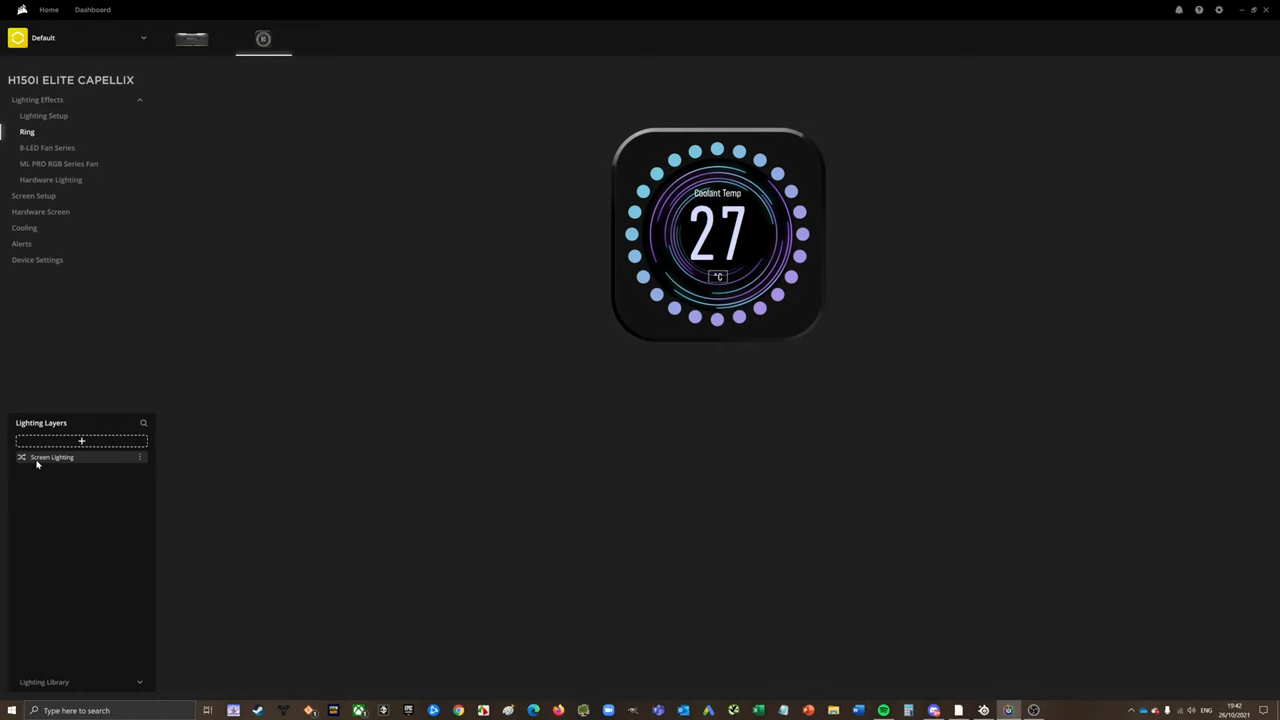 Home Dashboard
Default
H150I ELITE CAPELLIX
Lighting Effects
Lighting Setup
Ring
8-LED Fan Series
ML PRO RGB Series Fan
Hardware Lighting
Screen Setup
Hardware Screen
Cooling
Alerts
Device Settings
Coolant Temp
27
°C
Lighting Layers
+
Screen Lighting
Lighting Library
Type here to search
ENG
19:42
26/10/2021